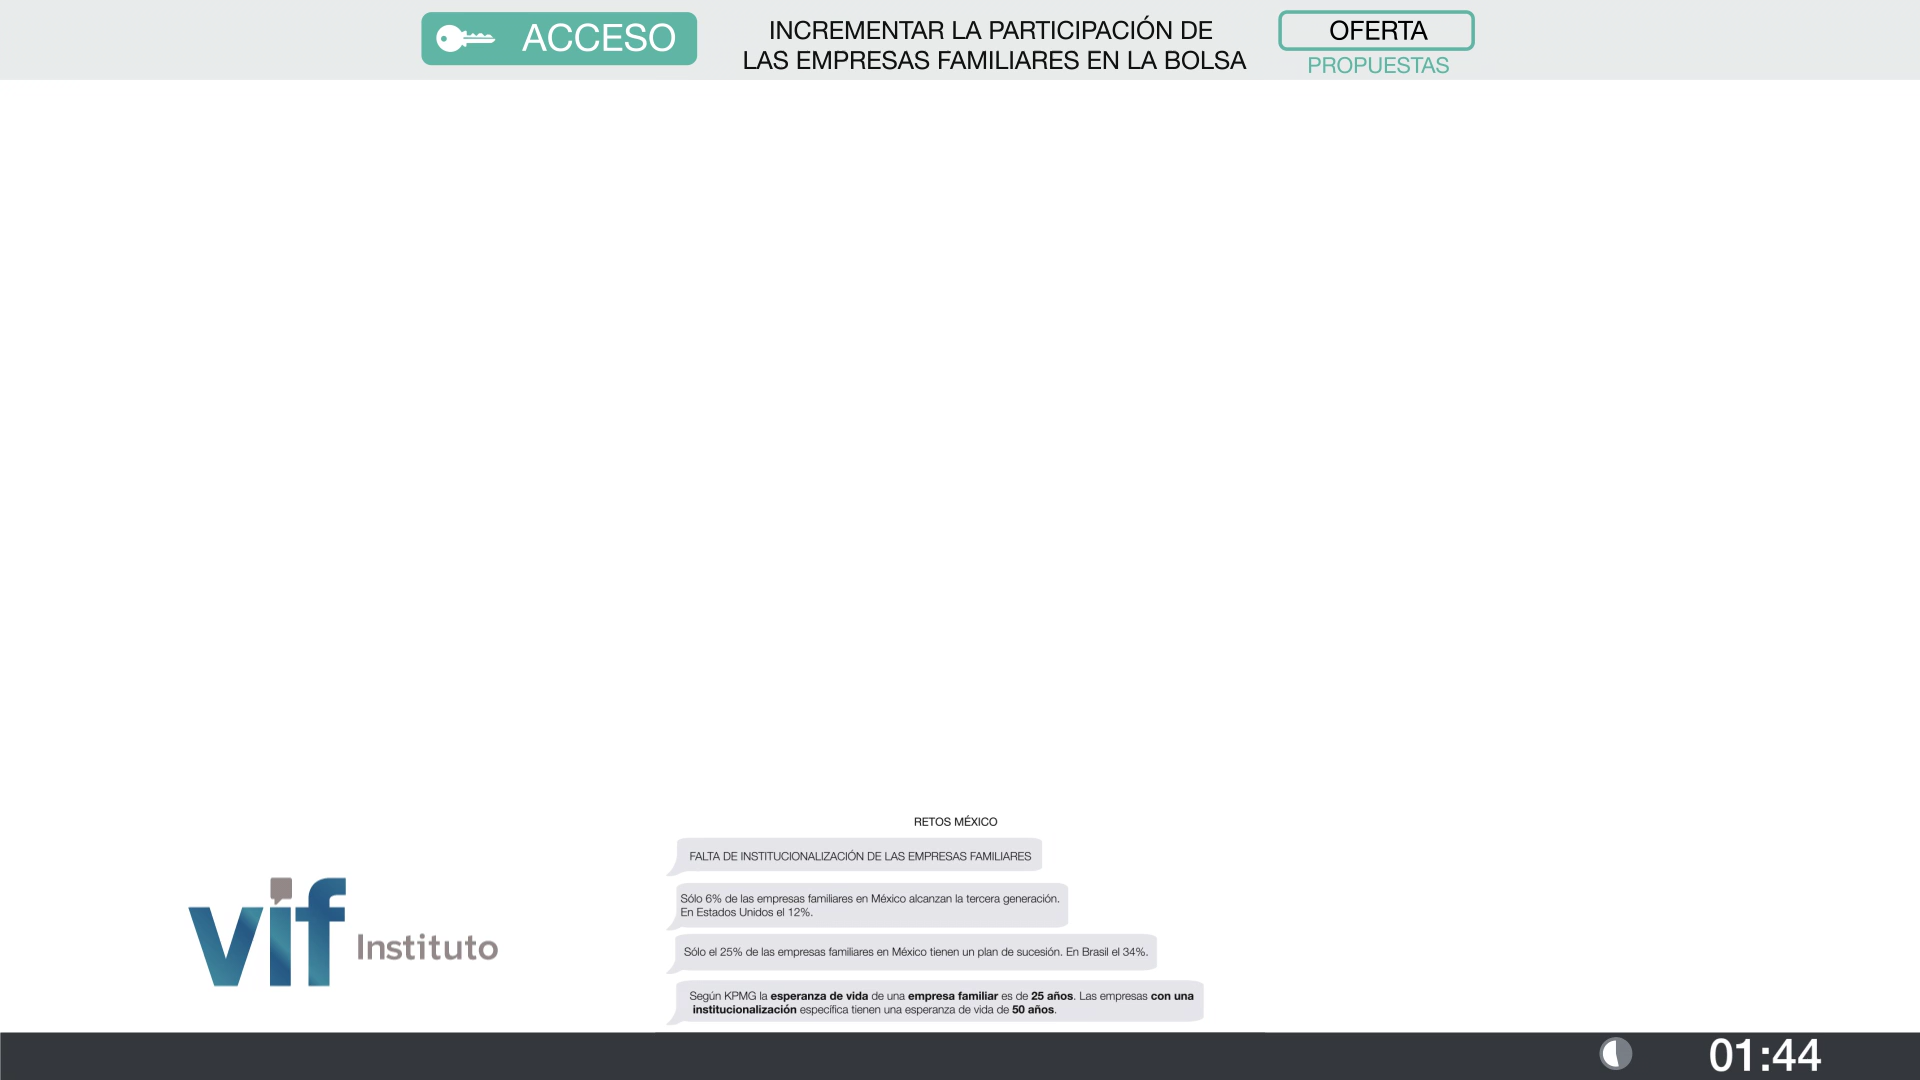 ACCESO
INCREMENTAR LA PARTICIPACIÓN DE
LAS EMPRESAS FAMILIARES EN LA BOLSA
OFERTA
PROPUESTAS
RETOS MÉXICO
FALTA DE INSTITUCIONALIZACIÓN DE LAS EMPRESAS FAMILIARES
Sólo 6% de las empresas familiares en México alcanzan la tercera generación.
En Estados Unidos el 12%.
Sólo el 25% de las empresas familiares en México tienen un plan de sucesión. En Brasil el 34%.
Según KPMG la esperanza de vida de una empresa familiar es de 25 años. Las empresas con una
institucionalización específica tienen una esperanza de vida de 50 años.
vif Instituto
01:44